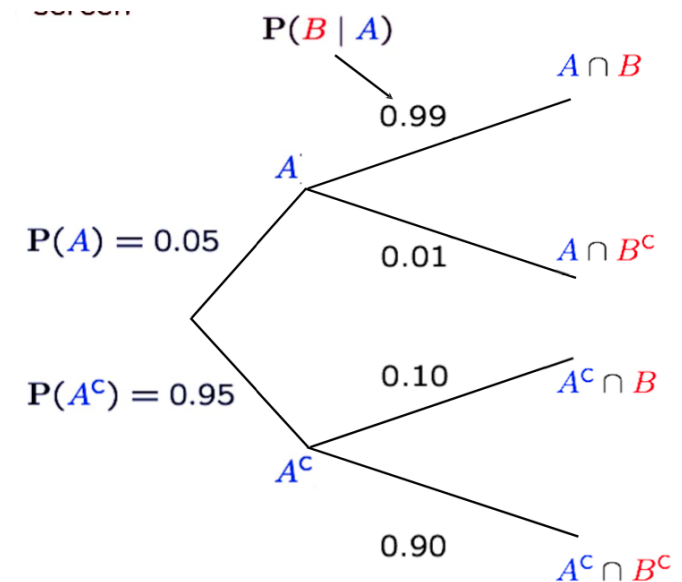 P(B | A)
A ∩ B
0.99
A
P(A) = 0.05
0.01
A ∩ Bᶜ
0.10
P(Aᶜ) = 0.95
Aᶜ ∩ B
Aᶜ
0.90
Aᶜ ∩ Bᶜ